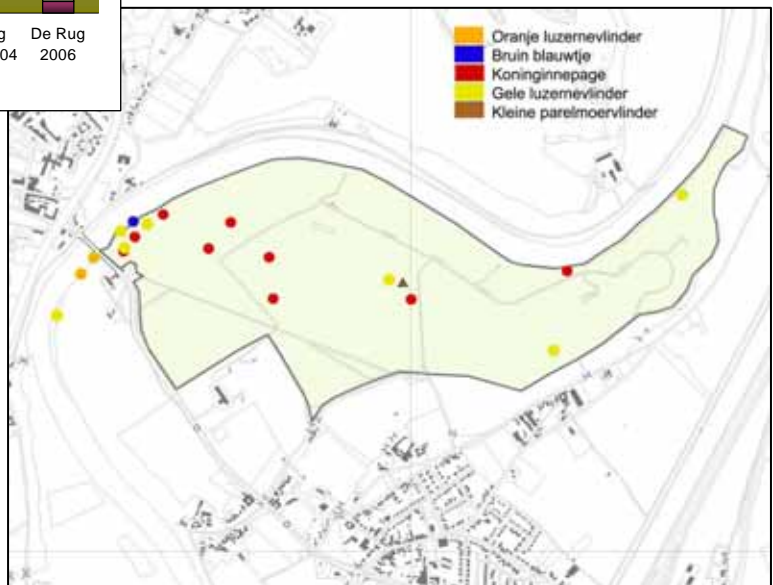 g De Rug
04 2006
Oranje luzernevlinder
Bruin blauwtje
Koninginnepage
Gele luzernevlinder
Kleine parelmoervlinder